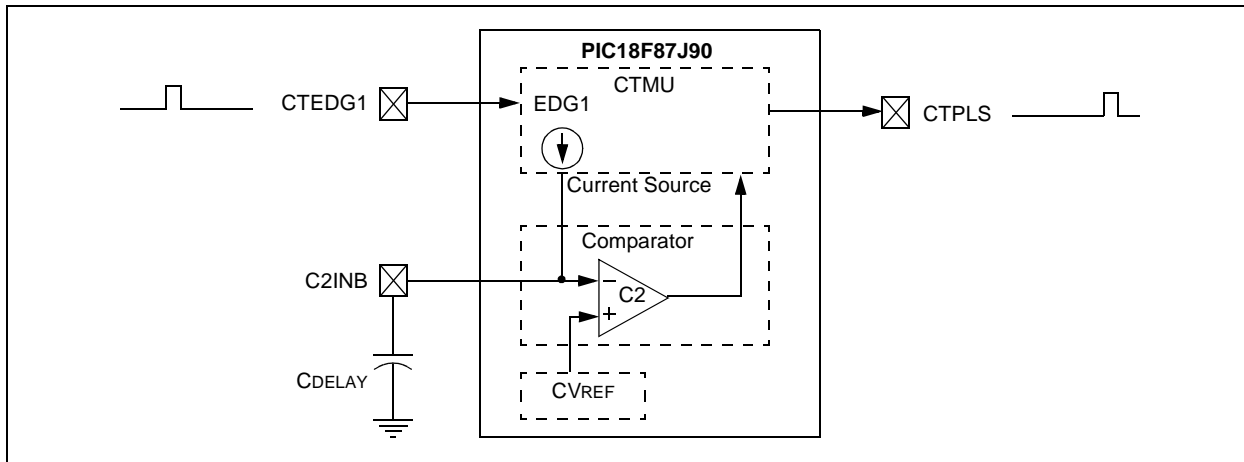 PIC18F87J90
CTMU
CTEDG1
EDG1
CTPLS
Current Source
Comparator
C2INB
−
C2
+
CDELAY
CVREF